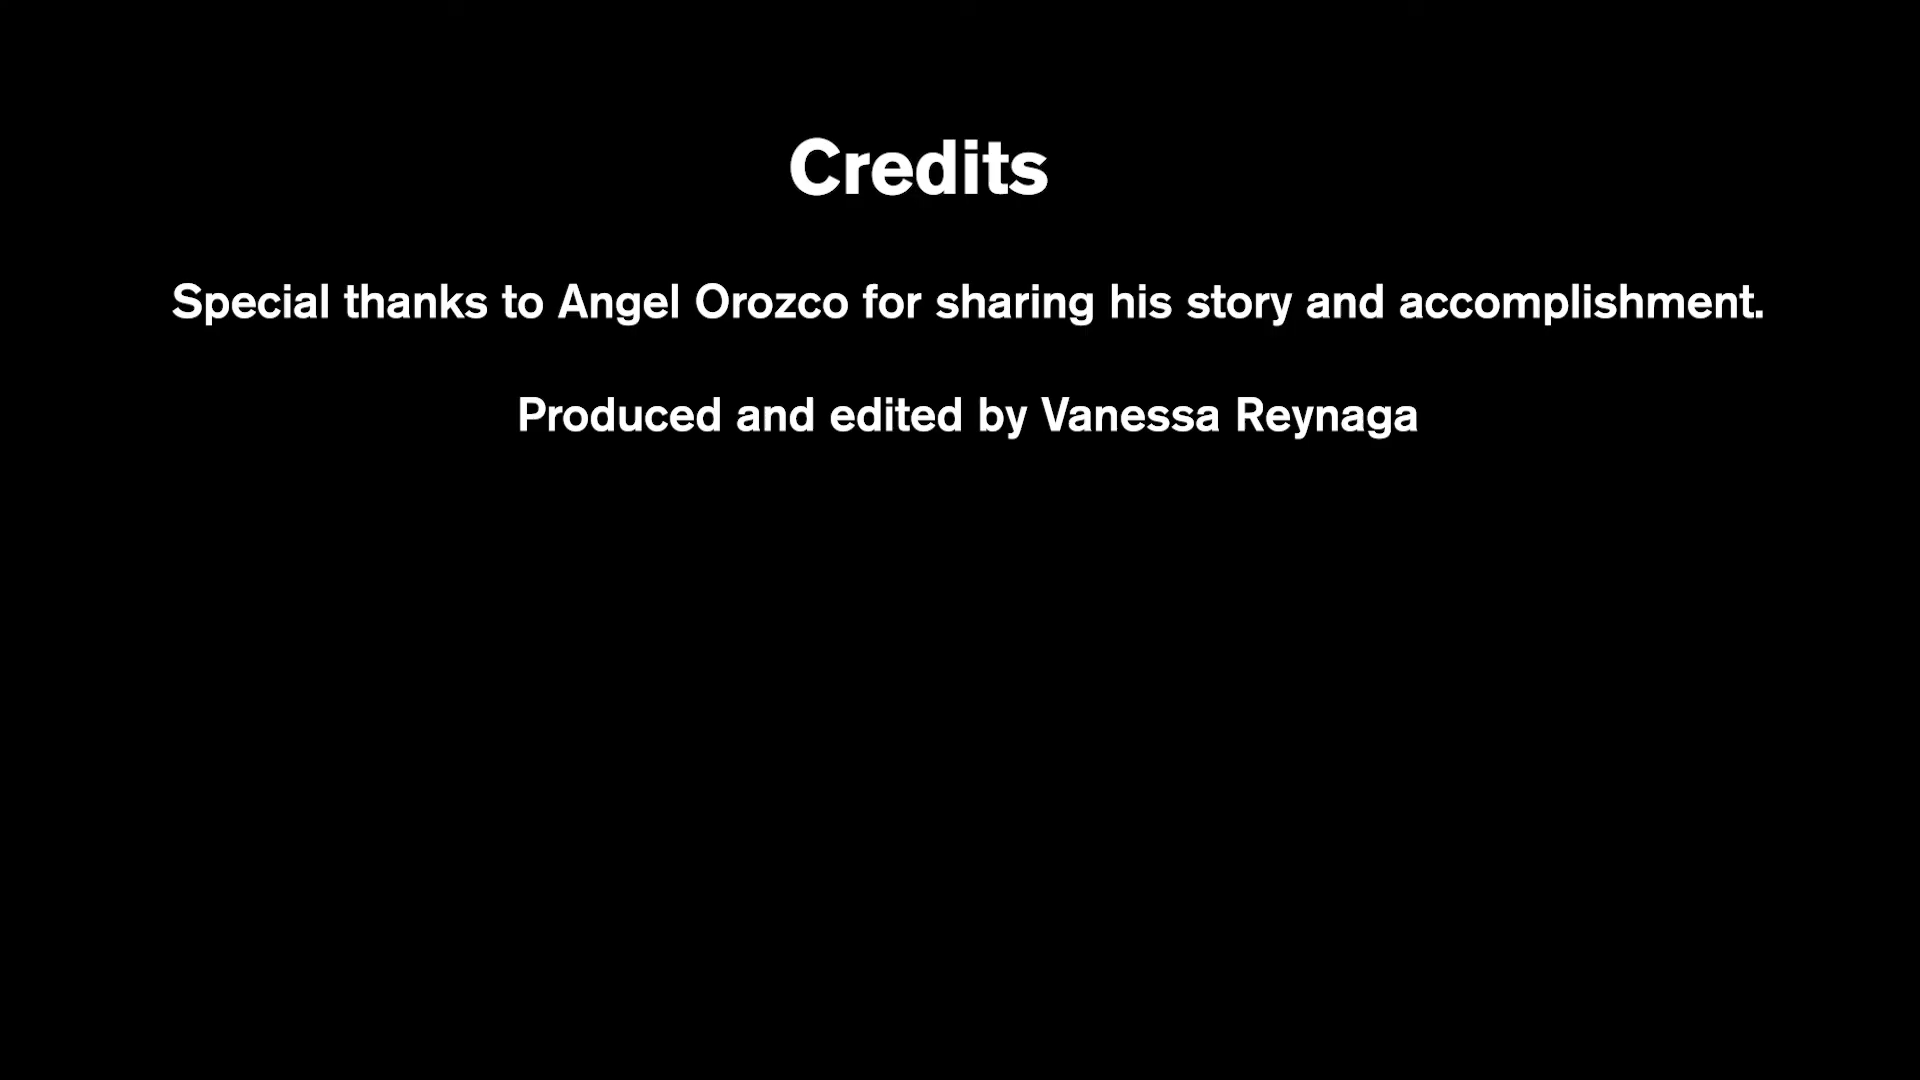 Credits
Special thanks to Angel Orozco for sharing his story and accomplishment.
Produced and edited by Vanessa Reynaga